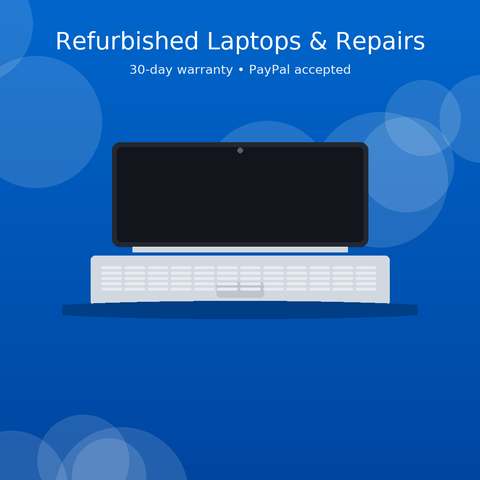 Refurbished Laptops & Repairs
30-day warranty • PayPal accepted